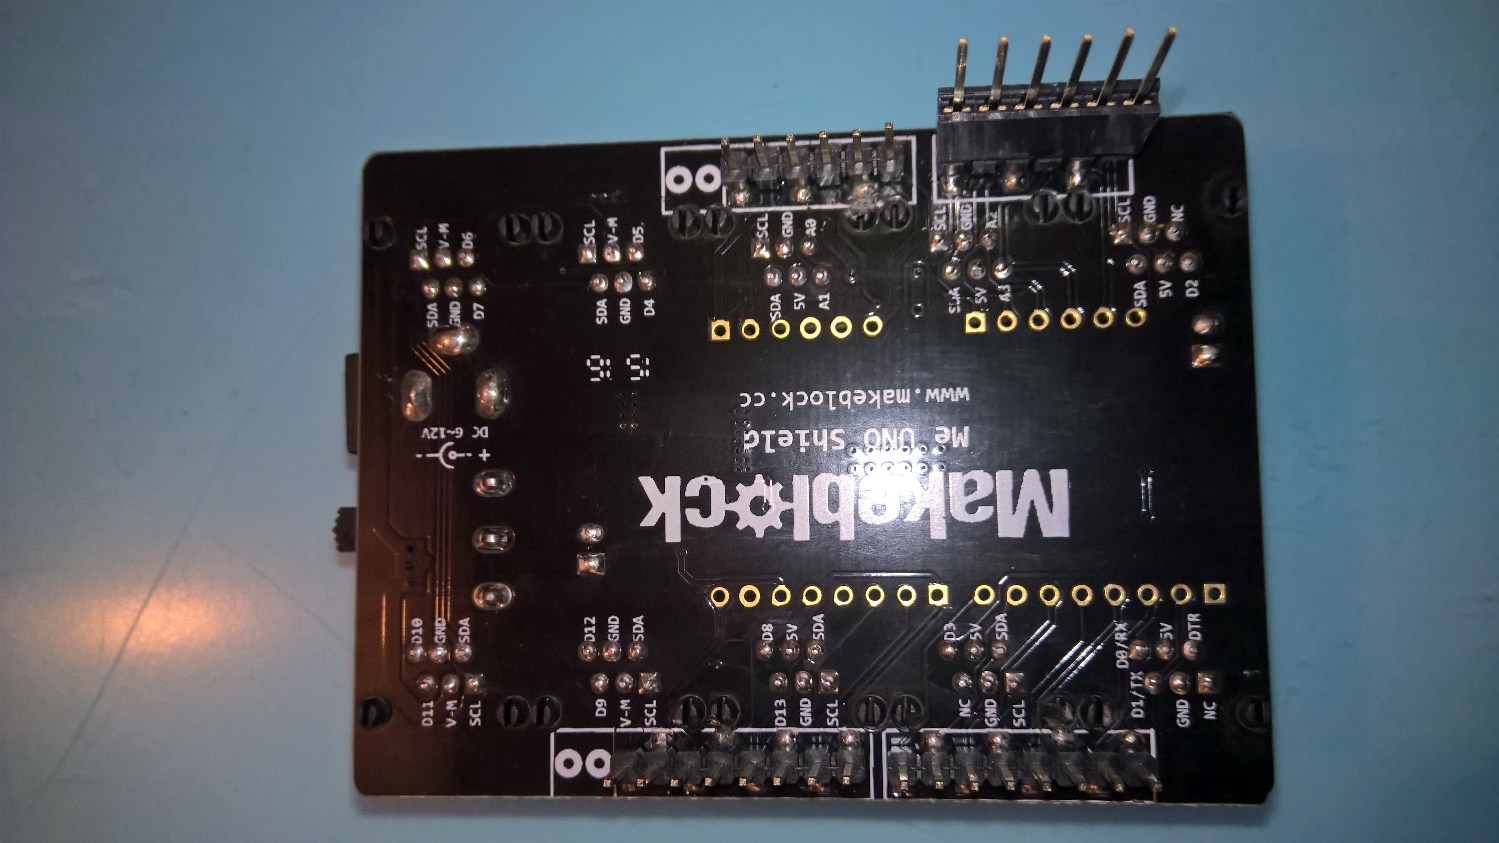 Makeblock
Me UNO Shield
www.makeblock.cc
DC 6~12V
- +
SCL
V-M
D6
SDA
GND
D7
SCL
V-M
D5
SDA
GND
D4
SCL
GND
A0
SDA
5V
A1
SCL
GND
A2
SDA
5V
A3
SCL
GND
NC
SDA
5V
D2
D10
GND
SDA
D11
V-M
SCL
D12
GND
SDA
D9
V-M
SCL
D8
5V
SDA
D13
GND
SCL
D3
5V
SDA
NC
GND
SCL
D0/RX
5V
DTR
D1/TX
GND
NC